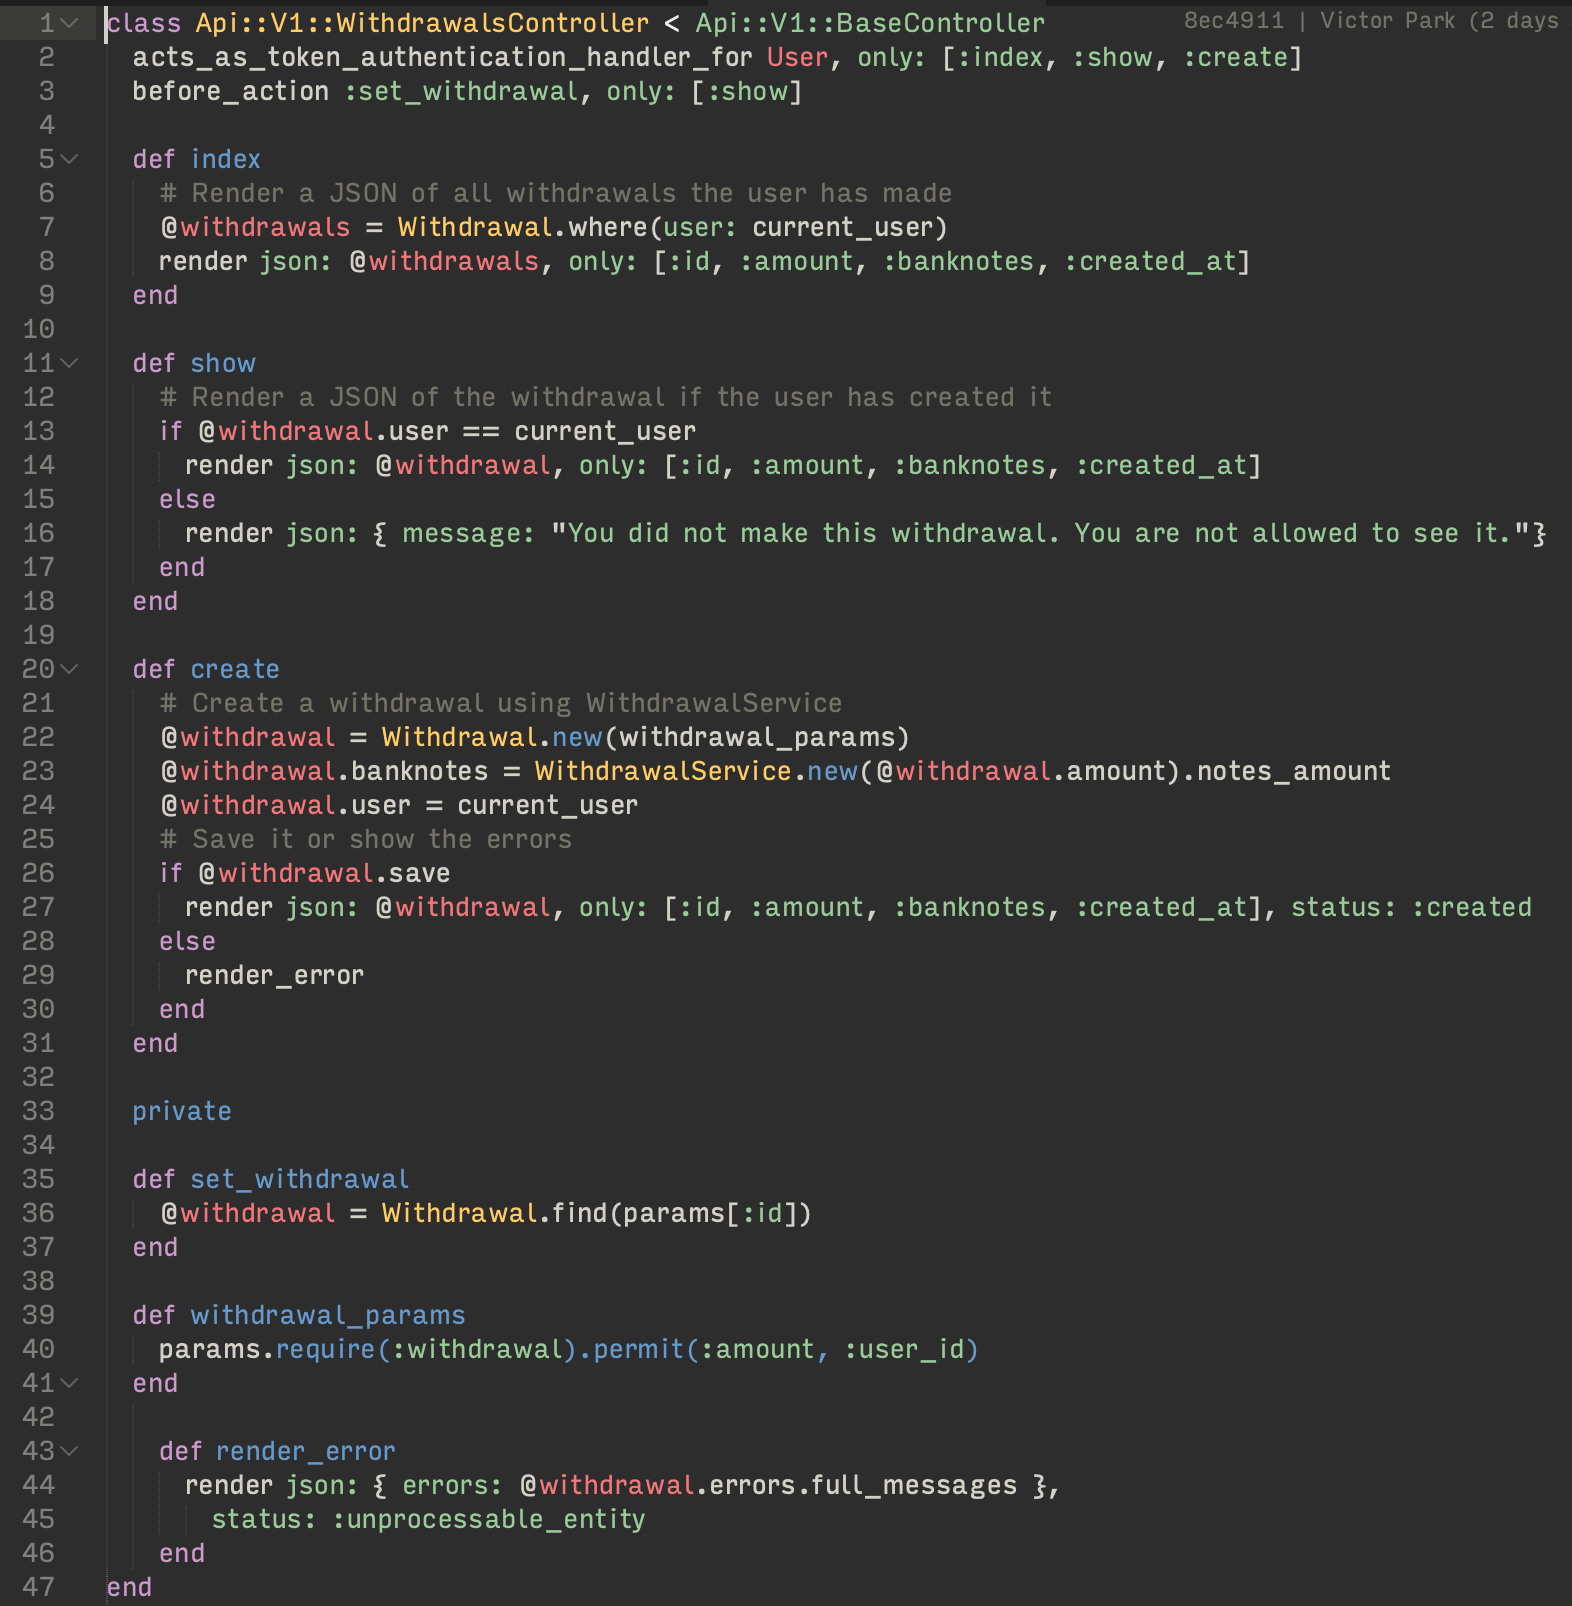 1 class Api::V1::WithdrawalsController < Api::V1::BaseController 8ec4911 | Victor Park (2 days
2 acts_as_token_authentication_handler_for User, only: [:index, :show, :create]
3 before_action :set_withdrawal, only: [:show]
4
5 def index
6 # Render a JSON of all withdrawals the user has made
7 @withdrawals = Withdrawal.where(user: current_user)
8 render json: @withdrawals, only: [:id, :amount, :banknotes, :created_at]
9 end
10
11 def show
12 # Render a JSON of the withdrawal if the user has created it
13 if @withdrawal.user == current_user
14 render json: @withdrawal, only: [:id, :amount, :banknotes, :created_at]
15 else
16 render json: { message: "You did not make this withdrawal. You are not allowed to see it."}
17 end
18 end
19
20 def create
21 # Create a withdrawal using WithdrawalService
22 @withdrawal = Withdrawal.new(withdrawal_params)
23 @withdrawal.banknotes = WithdrawalService.new(@withdrawal.amount).notes_amount
24 @withdrawal.user = current_user
25 # Save it or show the errors
26 if @withdrawal.save
27 render json: @withdrawal, only: [:id, :amount, :banknotes, :created_at], status: :created
28 else
29 render_error
30 end
31 end
32
33 private
34
35 def set_withdrawal
36 @withdrawal = Withdrawal.find(params[:id])
37 end
38
39 def withdrawal_params
40 params.require(:withdrawal).permit(:amount, :user_id)
41 end
42
43 def render_error
44 render json: { errors: @withdrawal.errors.full_messages },
45 status: :unprocessable_entity
46 end
47 end